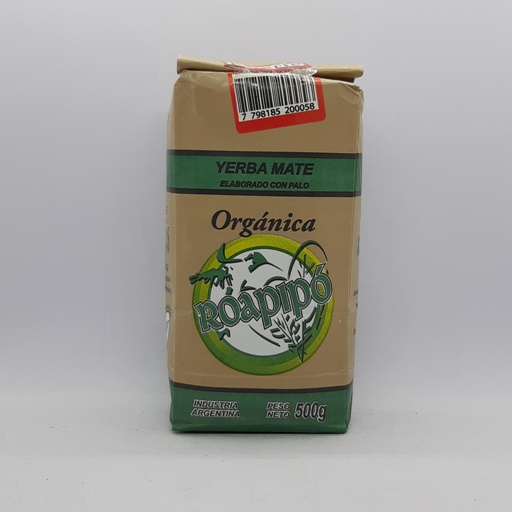 7 798185 200058
YERBA MATE
ELABORADO CON PALO
Orgánica
ROAPIPÓ
INDUSTRIA
ARGENTINA
PESO
NETO 500g